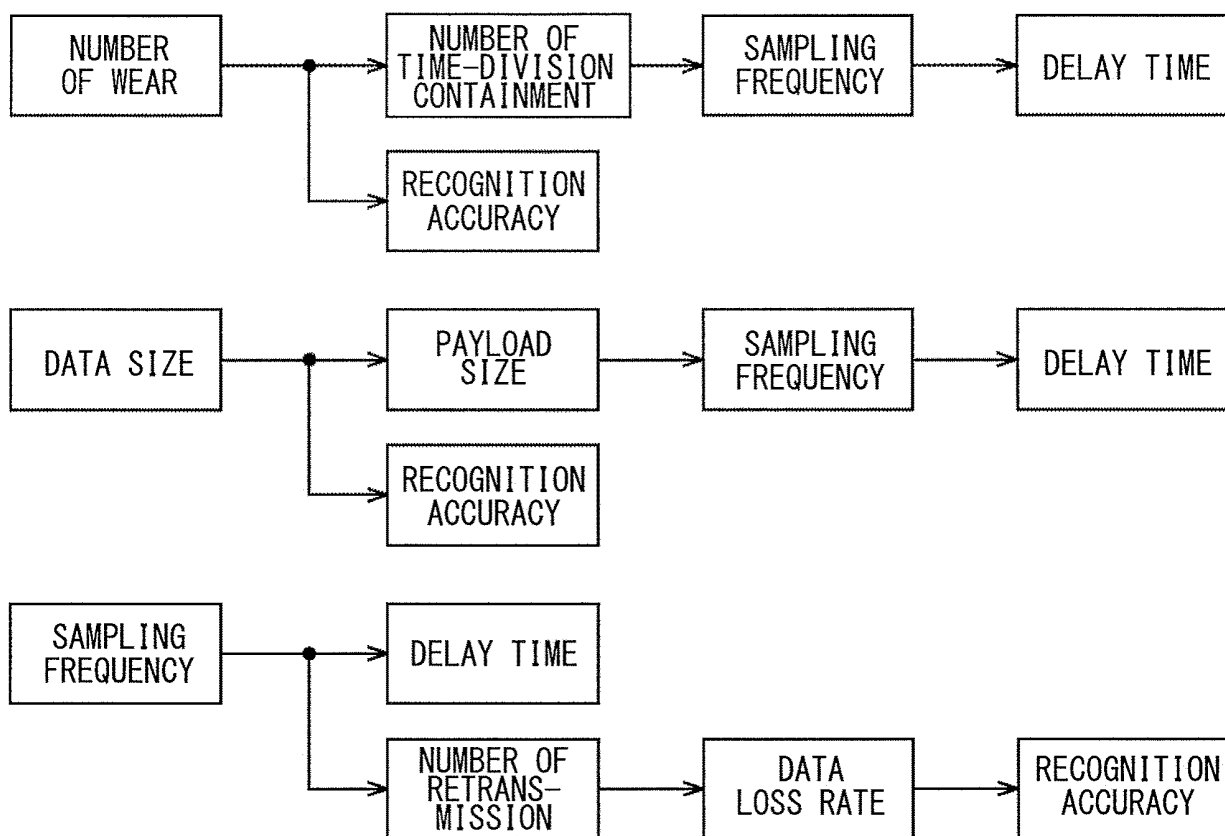 NUMBER
OF WEAR
NUMBER OF
TIME-DIVISION
CONTAINMENT
SAMPLING
FREQUENCY
DELAY TIME
RECOGNITION
ACCURACY
DATA SIZE
PAYLOAD
SIZE
SAMPLING
FREQUENCY
DELAY TIME
RECOGNITION
ACCURACY
SAMPLING
FREQUENCY
DELAY TIME
NUMBER OF
RETRANS-
MISSION
DATA
LOSS RATE
RECOGNITION
ACCURACY